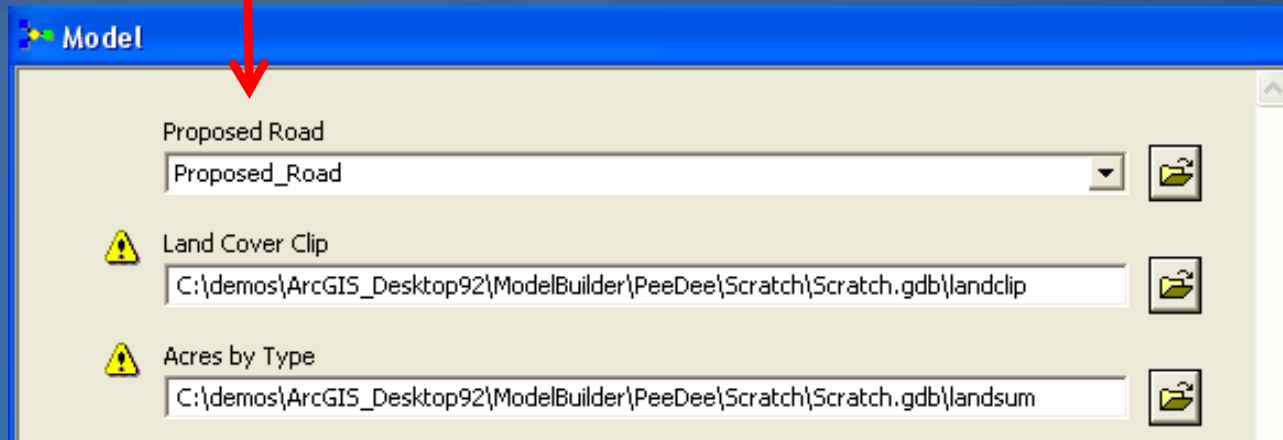 Model
Proposed Road
Proposed_Road
Land Cover Clip
C:\demos\ArcGIS_Desktop92\ModelBuilder\PeeDee\Scratch\Scratch.gdb\landclip
Acres by Type
C:\demos\ArcGIS_Desktop92\ModelBuilder\PeeDee\Scratch\Scratch.gdb\landsum